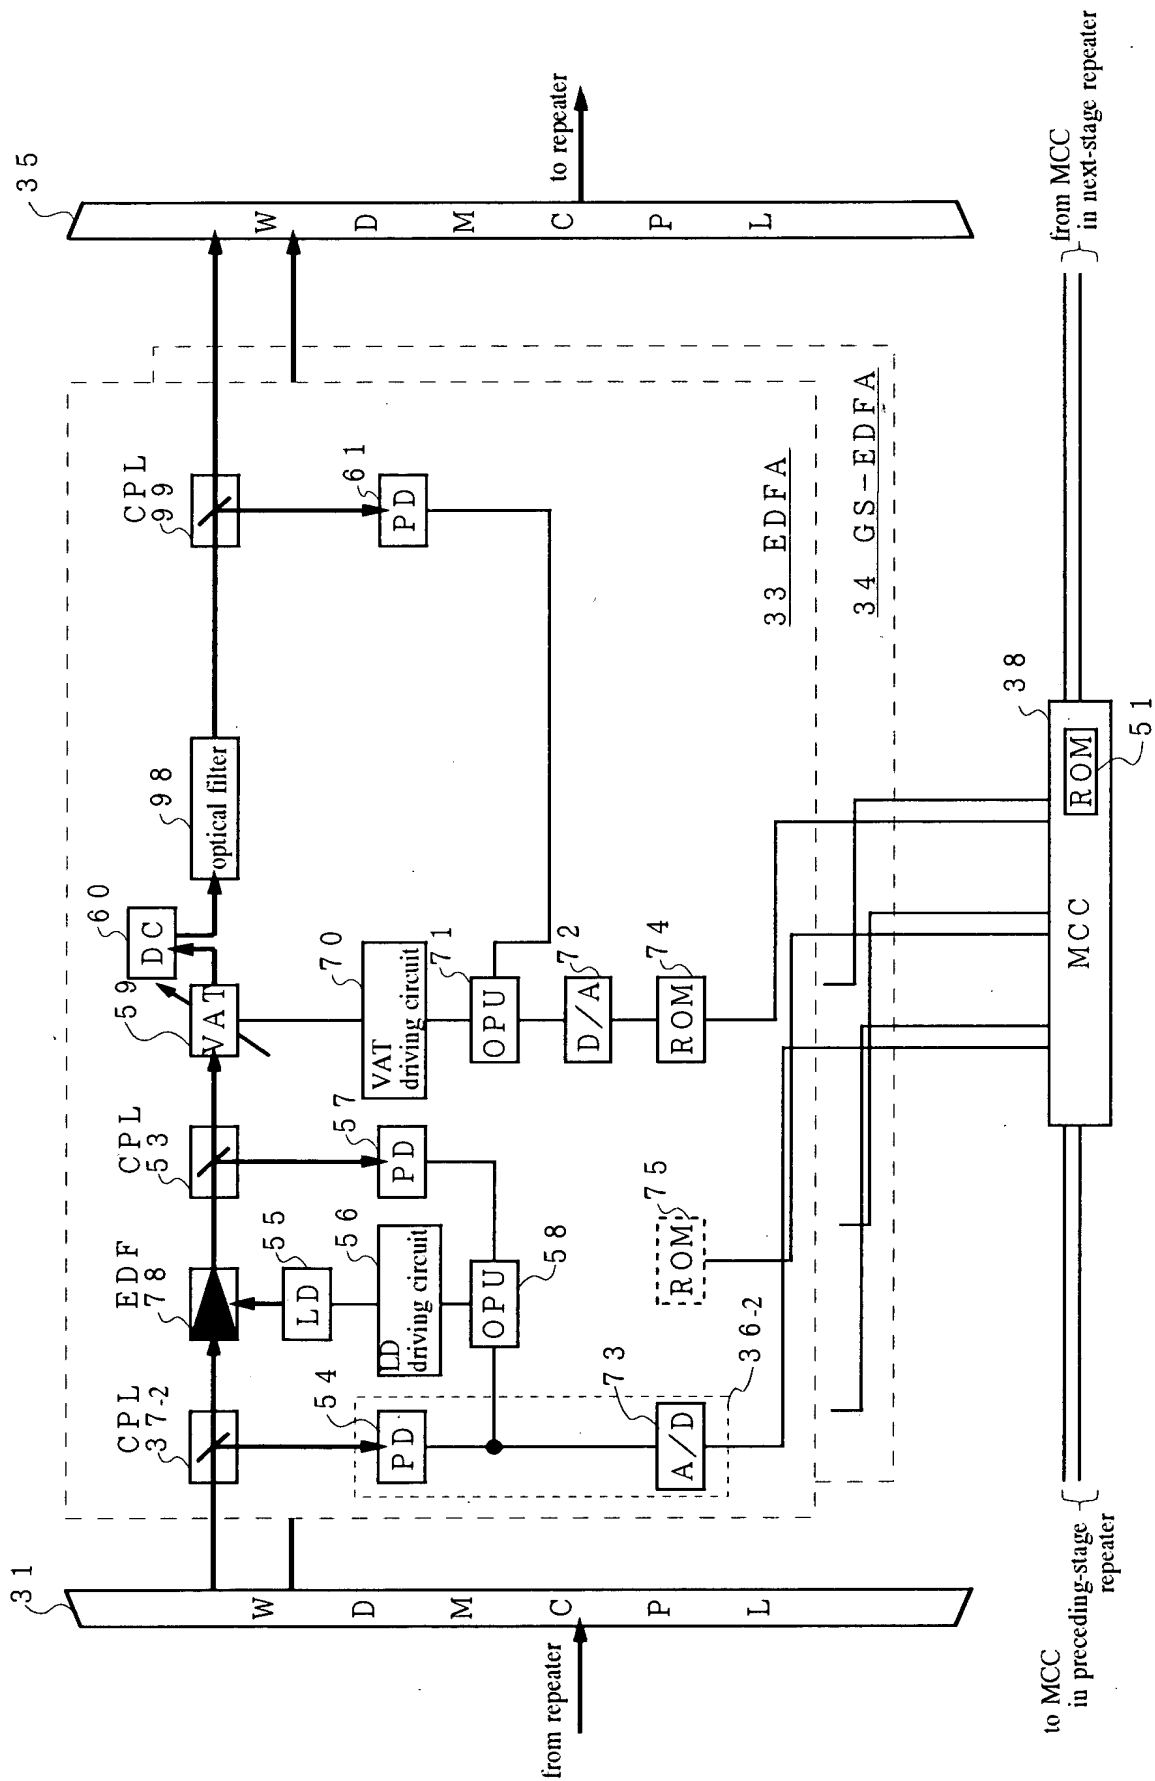 31
WDMCPL
from repeater
CPL
37-2
EDF
78
CPL
53
59
VAT
60
DC
98
optical filter
CPL
99
35
WDMCPL
to repeater
54
PD
LD
55
LD
driving circuit
56
PD
57
VAT
driving circuit
70
PD
61
OPU
58
OPU
71
D/A
72
A/D
73
36-2
ROM
75
ROM
74
33 EDFA
34 GS-EDFA
MCC
38
ROM
51
to MCC
in preceding-stage
repeater
from MCC
in next-stage repeater